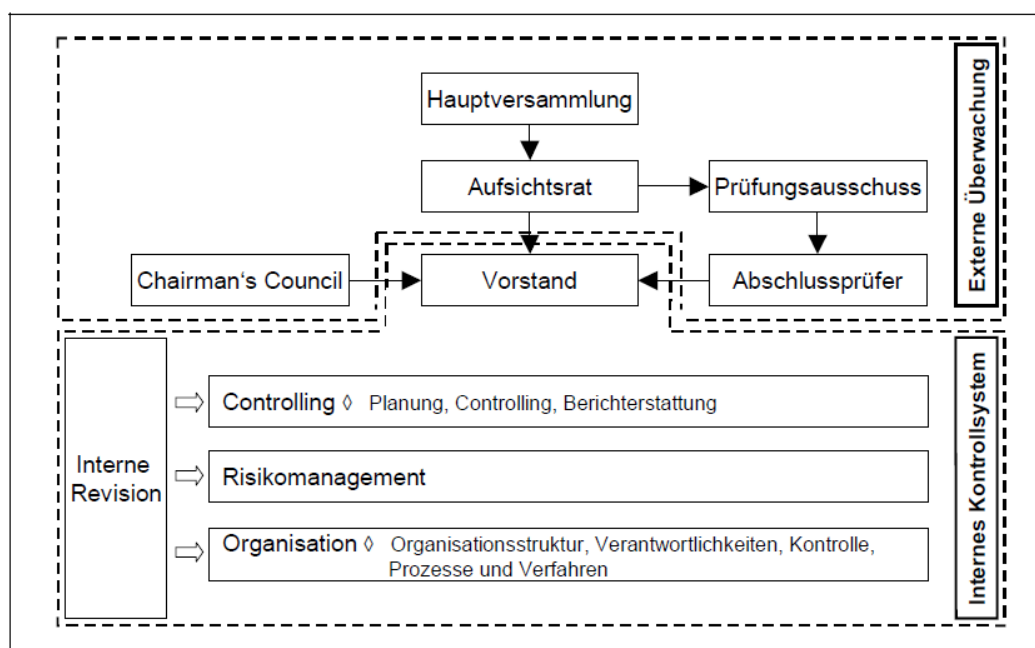 Hauptversammlung
Aufsichtsrat
Prüfungsausschuss
Chairman‘s Council
Vorstand
Abschlussprüfer
Externe Überwachung
Interne
Revision
Controlling ◊ Planung, Controlling, Berichterstattung
Risikomanagement
Organisation ◊ Organisationsstruktur, Verantwortlichkeiten, Kontrolle,
Prozesse und Verfahren
Internes Kontrollsystem